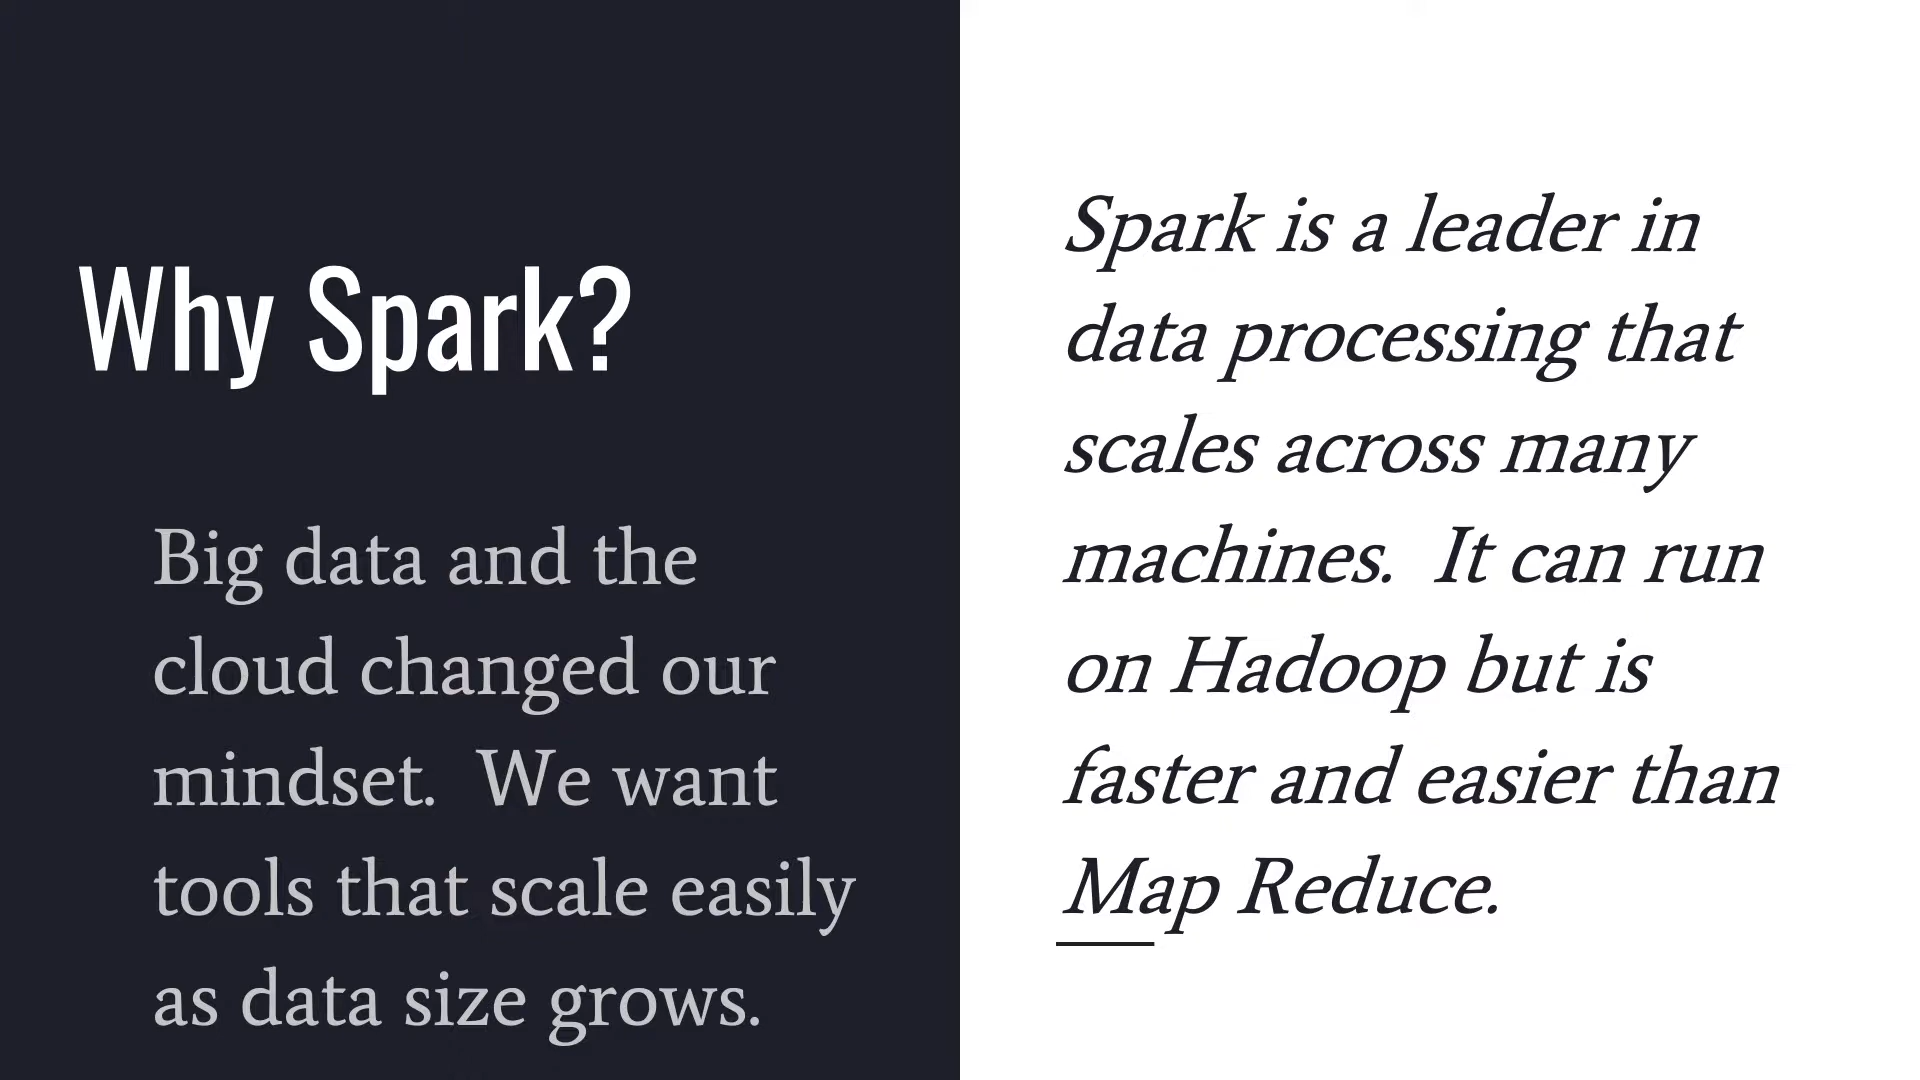 Why Spark?
Big data and the
cloud changed our
mindset.  We want
tools that scale easily
as data size grows.
Spark is a leader in
data processing that
scales across many
machines.  It can run
on Hadoop but is
faster and easier than
Map Reduce.